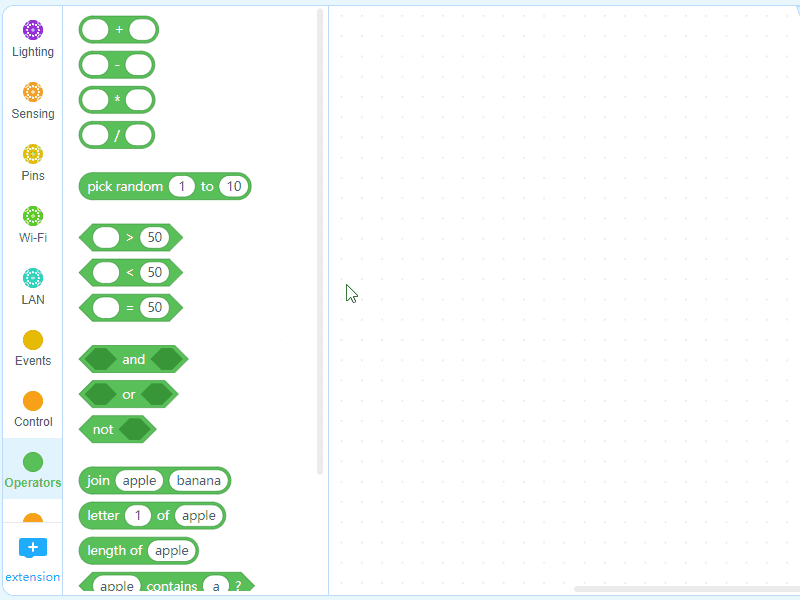 Lighting
Sensing
Pins
Wi-Fi
LAN
Events
Control
Operators
extension
+
-
*
/
pick random 1 to 10
> 50
< 50
= 50
and
or
not
join apple banana
letter 1 of apple
length of apple
apple contains a ?